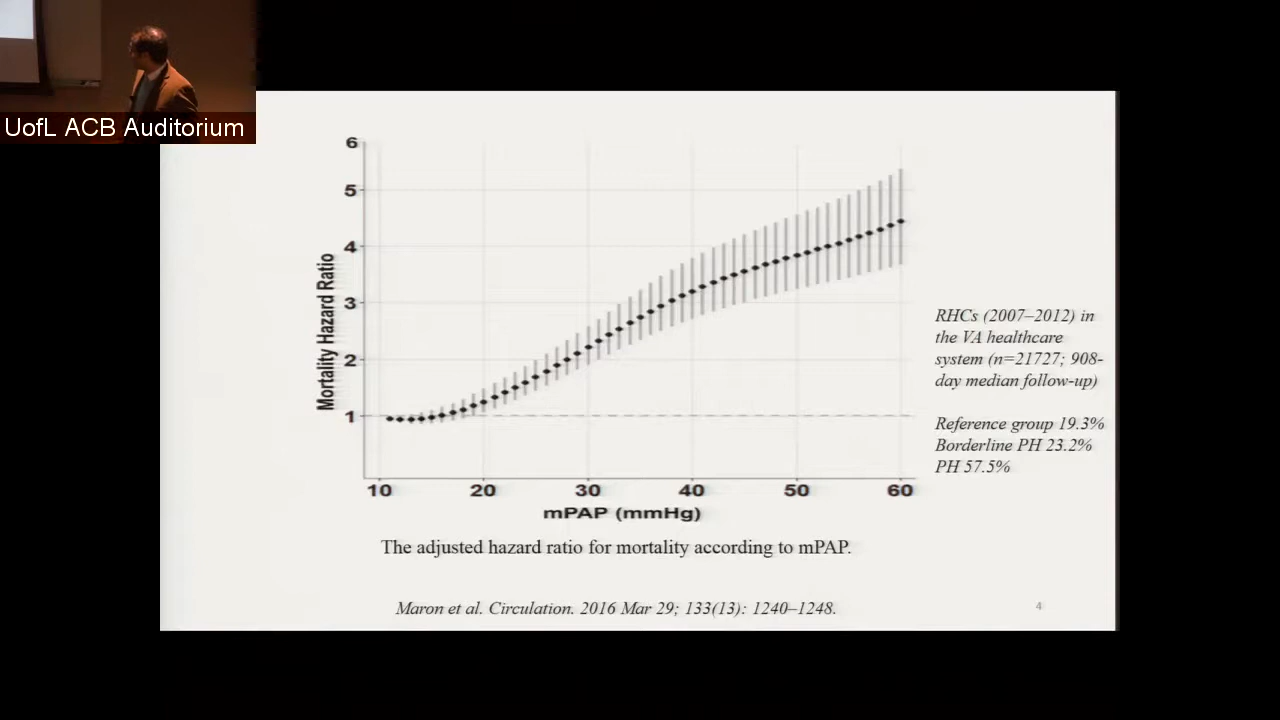 UofL ACB Auditorium
6
5
4
3
2
1
Mortality Hazard Ratio
10 20 30 40 50 60
mPAP (mmHg)
RHCs (2007–2012) in
the VA healthcare
system (n=21727; 908-
day median follow-up)
Reference group 19.3%
Borderline PH 23.2%
PH 57.5%
The adjusted hazard ratio for mortality according to mPAP.
Maron et al. Circulation. 2016 Mar 29; 133(13): 1240–1248.
4